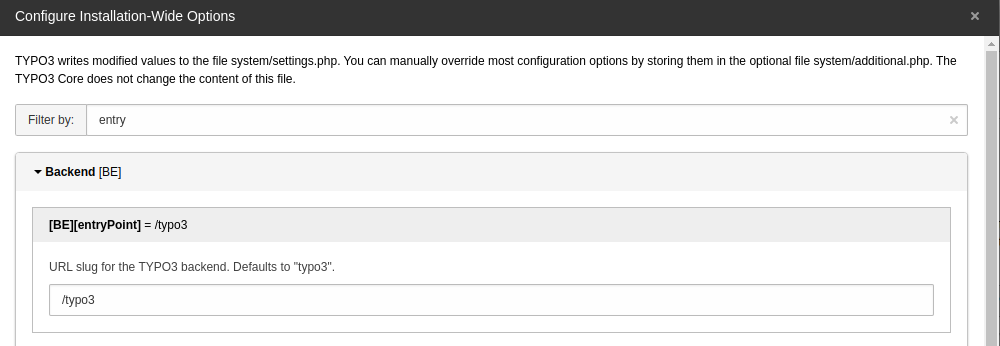 Configure Installation-Wide Options
TYPO3 writes modified values to the file system/settings.php. You can manually override most configuration options by storing them in the optional file system/additional.php. The
TYPO3 Core does not change the content of this file.
Filter by: entry
Backend [BE]
[BE][entryPoint] = /typo3
URL slug for the TYPO3 backend. Defaults to "typo3".
/typo3